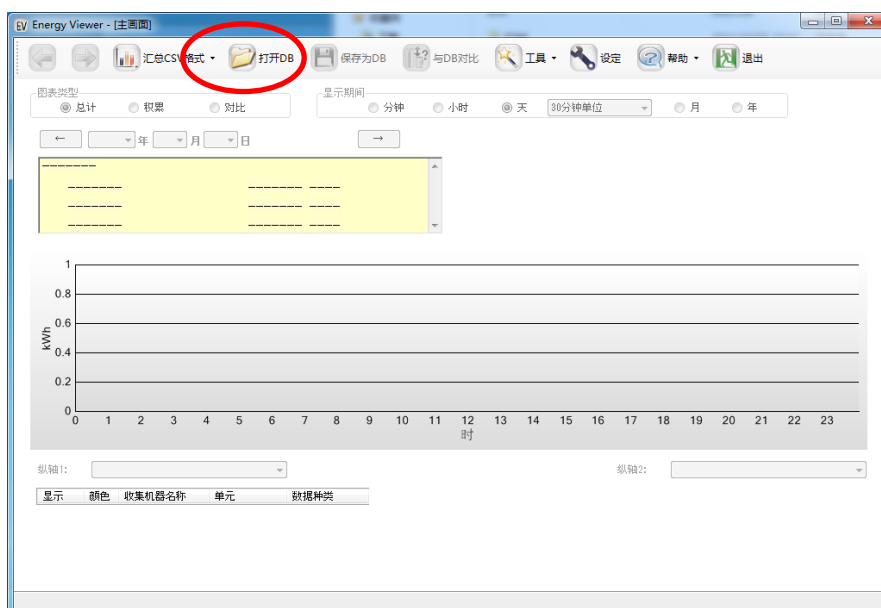 EV Energy Viewer - [主画面]
汇总CSV格式 打开DB 保存为DB 与DB对比 工具 设定 帮助 退出
图表类型 显示期间
总计 积累 对比 分钟 小时 天 30分钟单位 月 年
← 年 月 日 →
-------
------- ------- ----
------- ------- ----
------- ------- ----
1
0.8
0.6
0.4
0.2
0
kWh
0 1 2 3 4 5 6 7 8 9 10 11 12 13 14 15 16 17 18 19 20 21 22 23
时
纵轴1: 纵轴2:
显示 颜色 收集机器名称 单元 数据种类